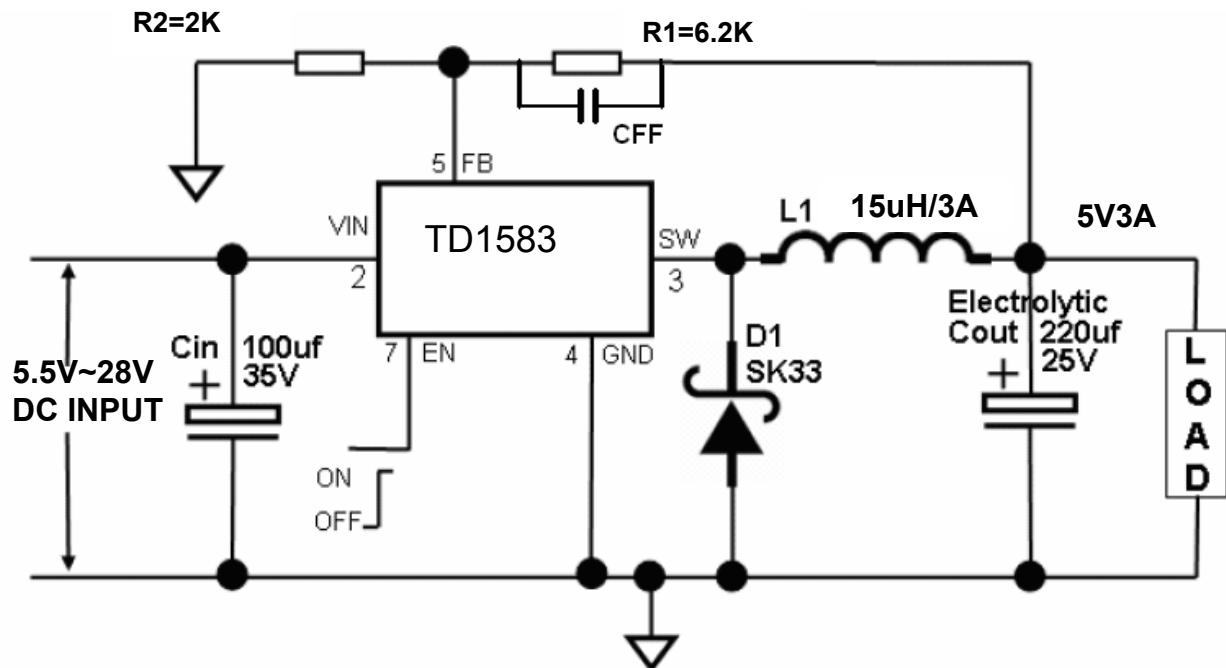 R2=2K
R1=6.2K
CFF
5 FB
VIN
TD1583
SW
2
3
L1
15uH/3A
5V3A
Cin 100uf
35V
7 EN
4 GND
D1
SK33
Electrolytic
Cout 220uf
25V
5.5V~28V
DC INPUT
ON
OFF
LOAD